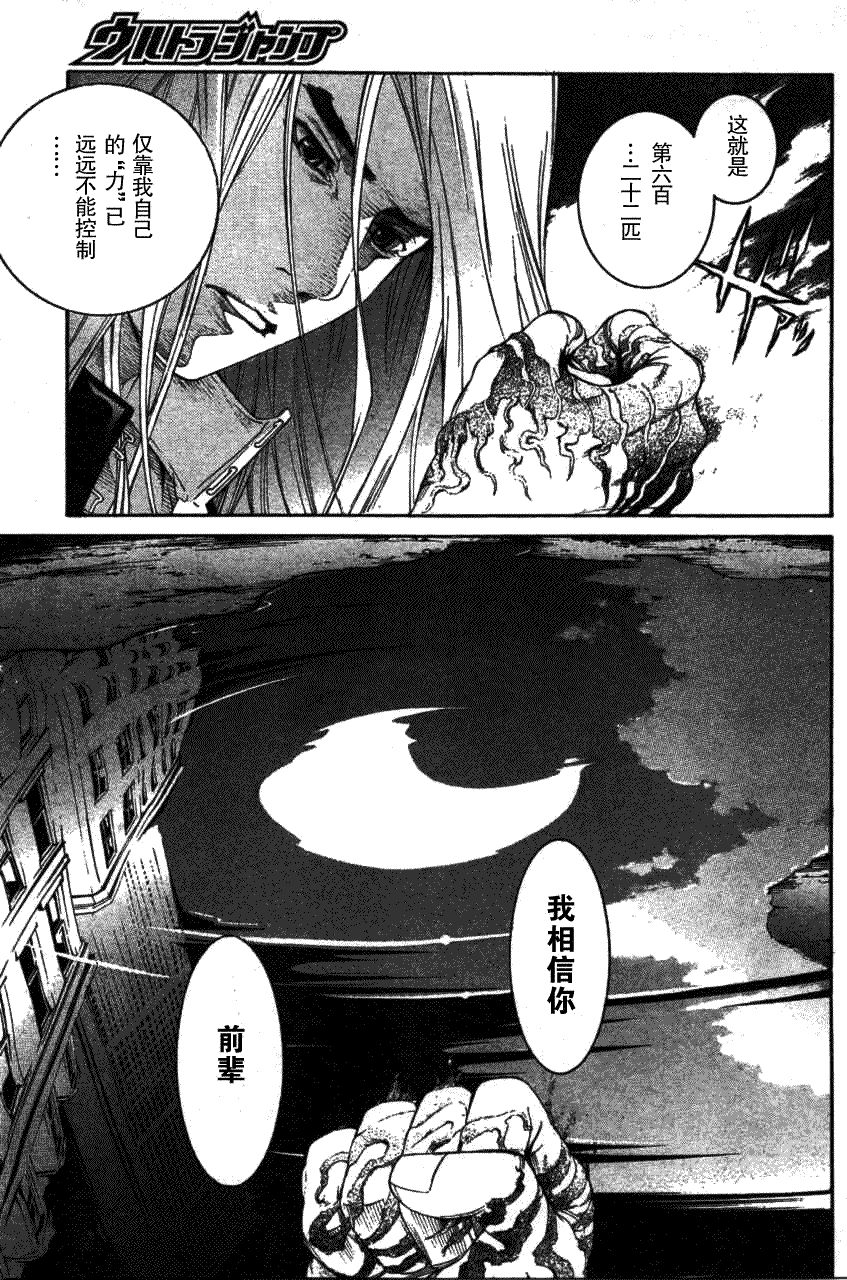 ウルトラジャンプ
这就是
第六百
…二十二匹
仅靠我自己
的“力”已
远远不能控制
……
我相信你
前辈